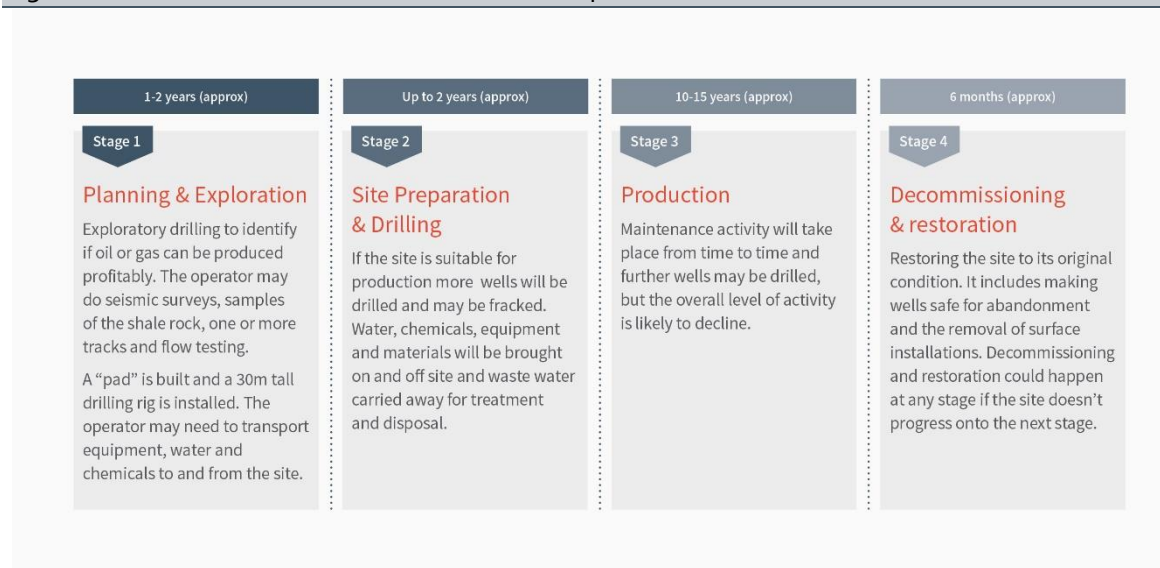 1-2 years (approx)
Stage 1
Planning & Exploration
Exploratory drilling to identify
if oil or gas can be produced
profitably. The operator may
do seismic surveys, samples
of the shale rock, one or more
tracks and flow testing.
A “pad” is built and a 30m tall
drilling rig is installed. The
operator may need to transport
equipment, water and
chemicals to and from the site.
Up to 2 years (approx)
Stage 2
Site Preparation
& Drilling
If the site is suitable for
production more wells will be
drilled and may be fracked.
Water, chemicals, equipment
and materials will be brought
on and off site and waste water
carried away for treatment
and disposal.
10-15 years (approx)
Stage 3
Production
Maintenance activity will take
place from time to time and
further wells may be drilled,
but the overall level of activity
is likely to decline.
6 months (approx)
Stage 4
Decommissioning
& restoration
Restoring the site to its original
condition. It includes making
wells safe for abandonment
and the removal of surface
installations. Decommissioning
and restoration could happen
at any stage if the site doesn’t
progress onto the next stage.